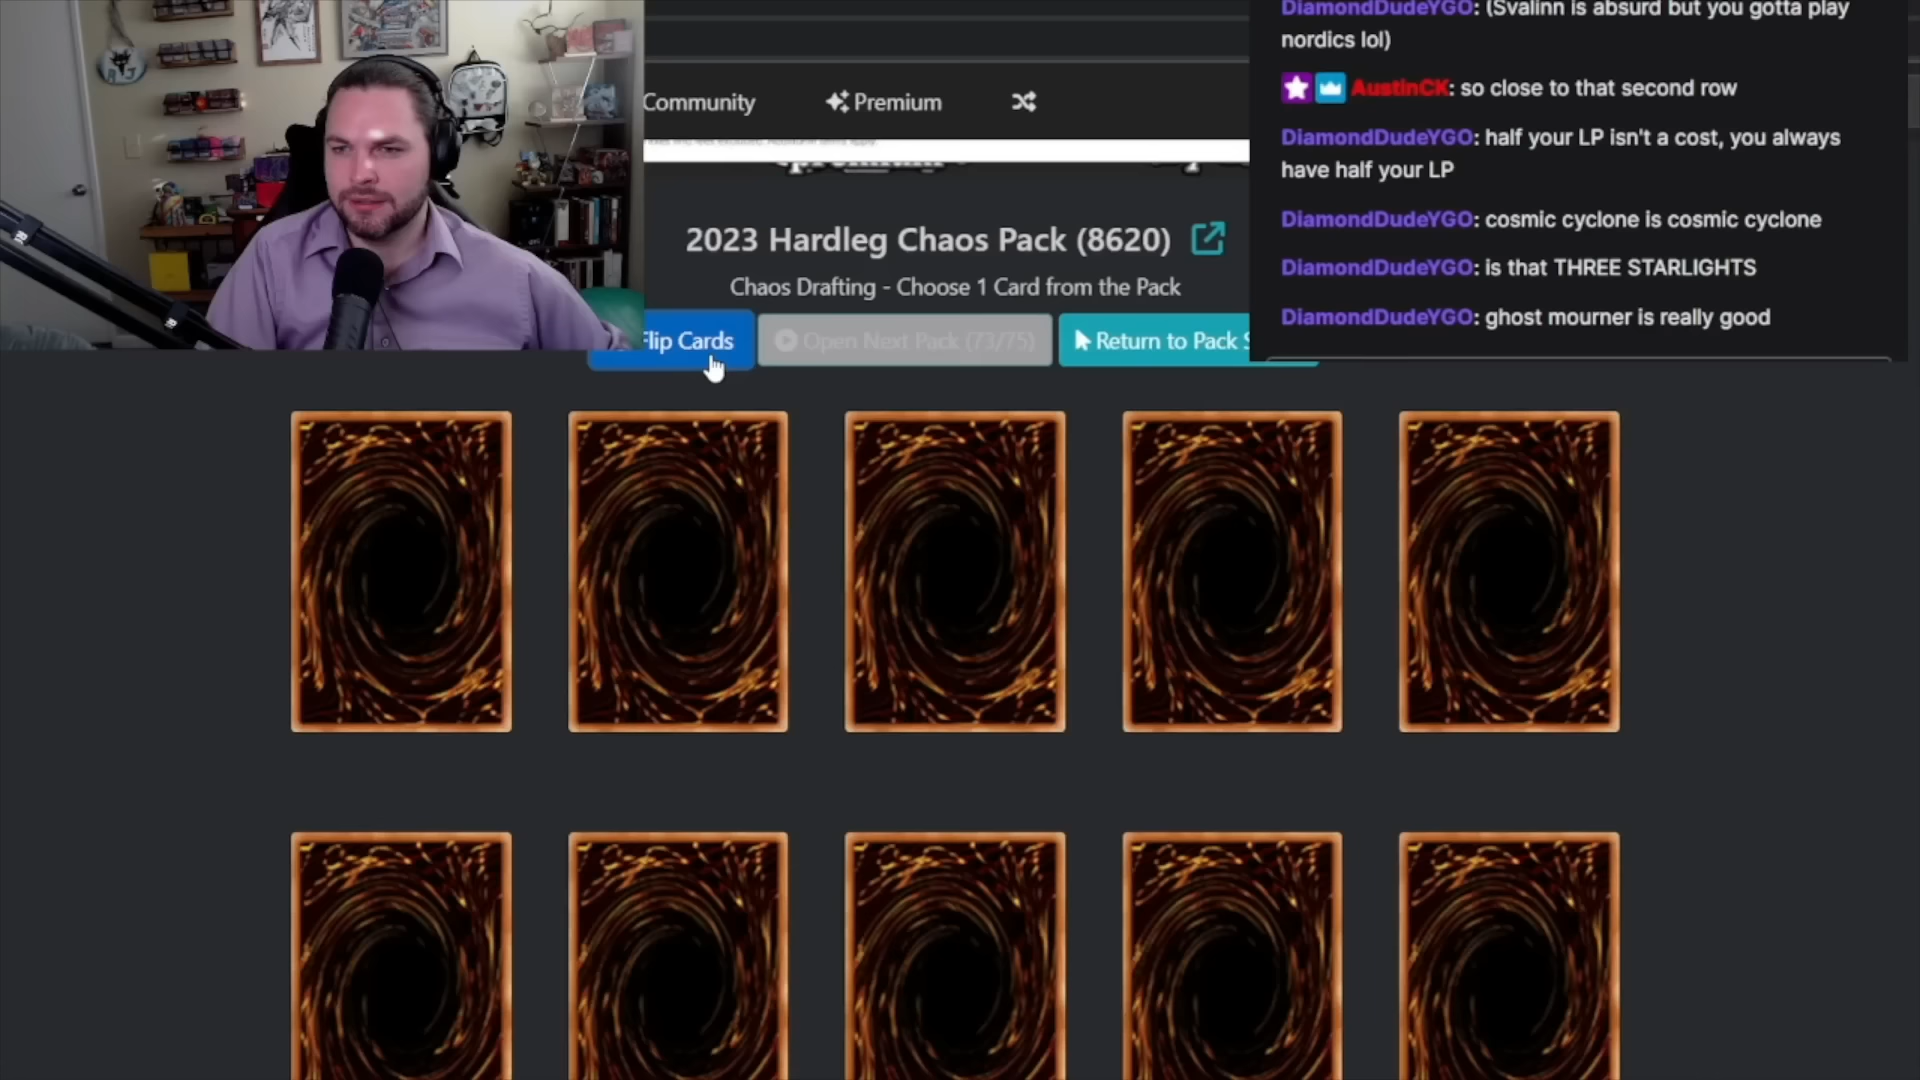 DiamondDudeYGO: (Svalinn is absurd but you gotta play
nordics lol)
AustinCK: so close to that second row
DiamondDudeYGO: half your LP isn't a cost, you always
have half your LP
DiamondDudeYGO: cosmic cyclone is cosmic cyclone
DiamondDudeYGO: is that THREE STARLIGHTS
DiamondDudeYGO: ghost mourner is really good
Community
Premium
2023 Hardleg Chaos Pack (8620)
Chaos Drafting - Choose 1 Card from the Pack
Flip Cards
Open Next Pack (73/75)
Return to Pack S